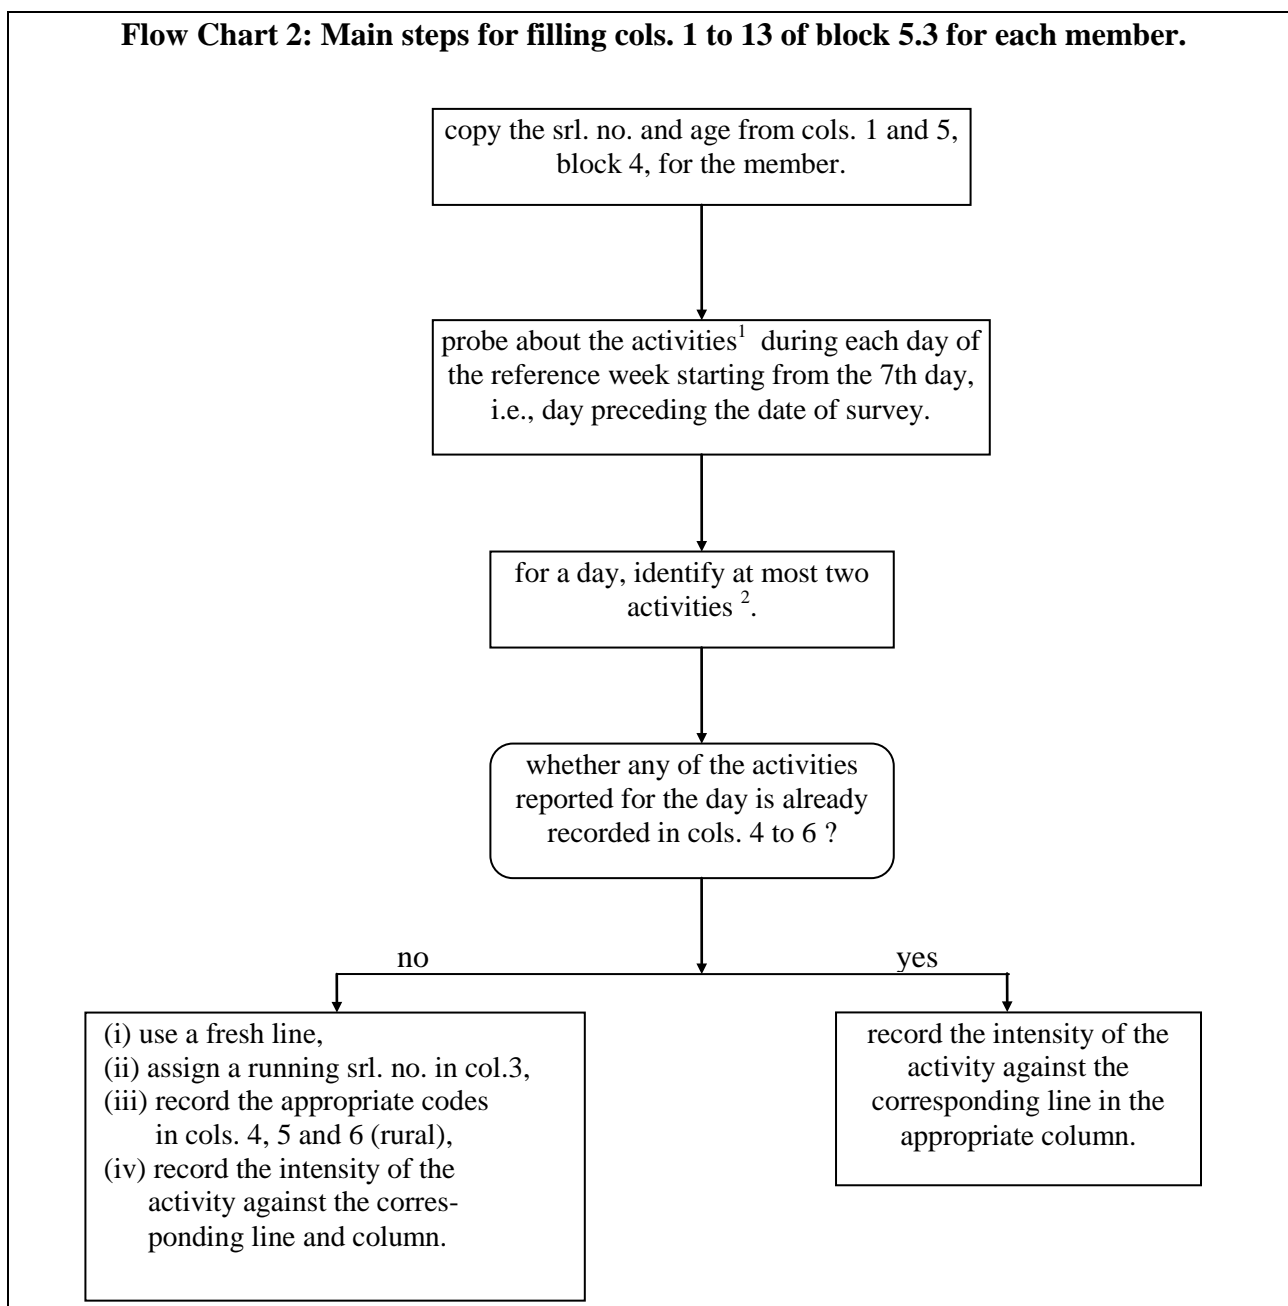 Flow Chart 2: Main steps for filling cols. 1 to 13 of block 5.3 for each member.
copy the srl. no. and age from cols. 1 and 5,
block 4, for the member.
probe about the activities1 during each day of
the reference week starting from the 7th day,
i.e., day preceding the date of survey.
for a day, identify at most two
activities 2.
whether any of the activities
reported for the day is already
recorded in cols. 4 to 6 ?
no
yes
(i) use a fresh line,
(ii) assign a running srl. no. in col.3,
(iii) record the appropriate codes
in cols. 4, 5 and 6 (rural),
(iv) record the intensity of the
activity against the corres-
ponding line and column.
record the intensity of the
activity against the
corresponding line in the
appropriate column.